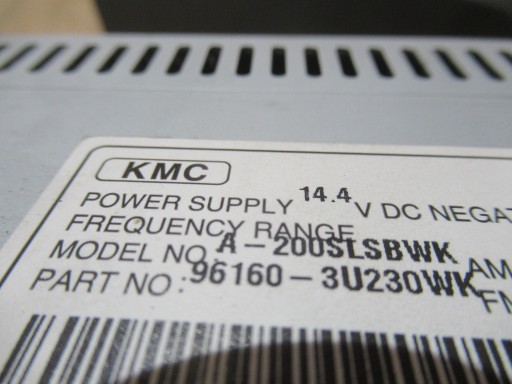 KMC
POWER SUPPLY 14.4 V DC NEGAT
FREQUENCY RANGE AM
MODEL NO: A-200SLSBWK FM
PART NO: 96160-3U230WK